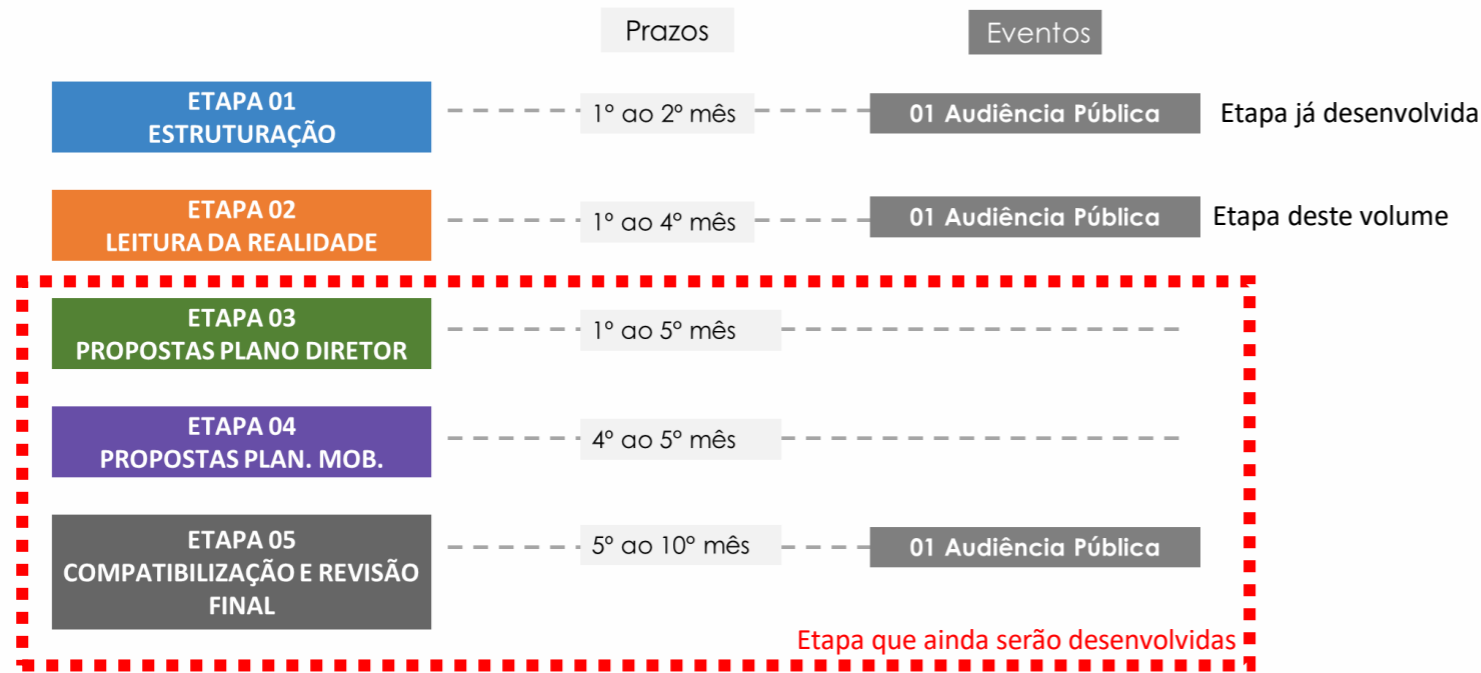 Prazos
Eventos
ETAPA 01
ESTRUTURAÇÃO
1º ao 2º mês
01 Audiência Pública
Etapa já desenvolvida
ETAPA 02
LEITURA DA REALIDADE
1º ao 4º mês
01 Audiência Pública
Etapa deste volume
ETAPA 03
PROPOSTAS PLANO DIRETOR
1º ao 5º mês
ETAPA 04
PROPOSTAS PLAN. MOB.
4º ao 5º mês
ETAPA 05
COMPATIBILIZAÇÃO E REVISÃO
FINAL
5º ao 10° mês
01 Audiência Pública
Etapa que ainda serão desenvolvidas